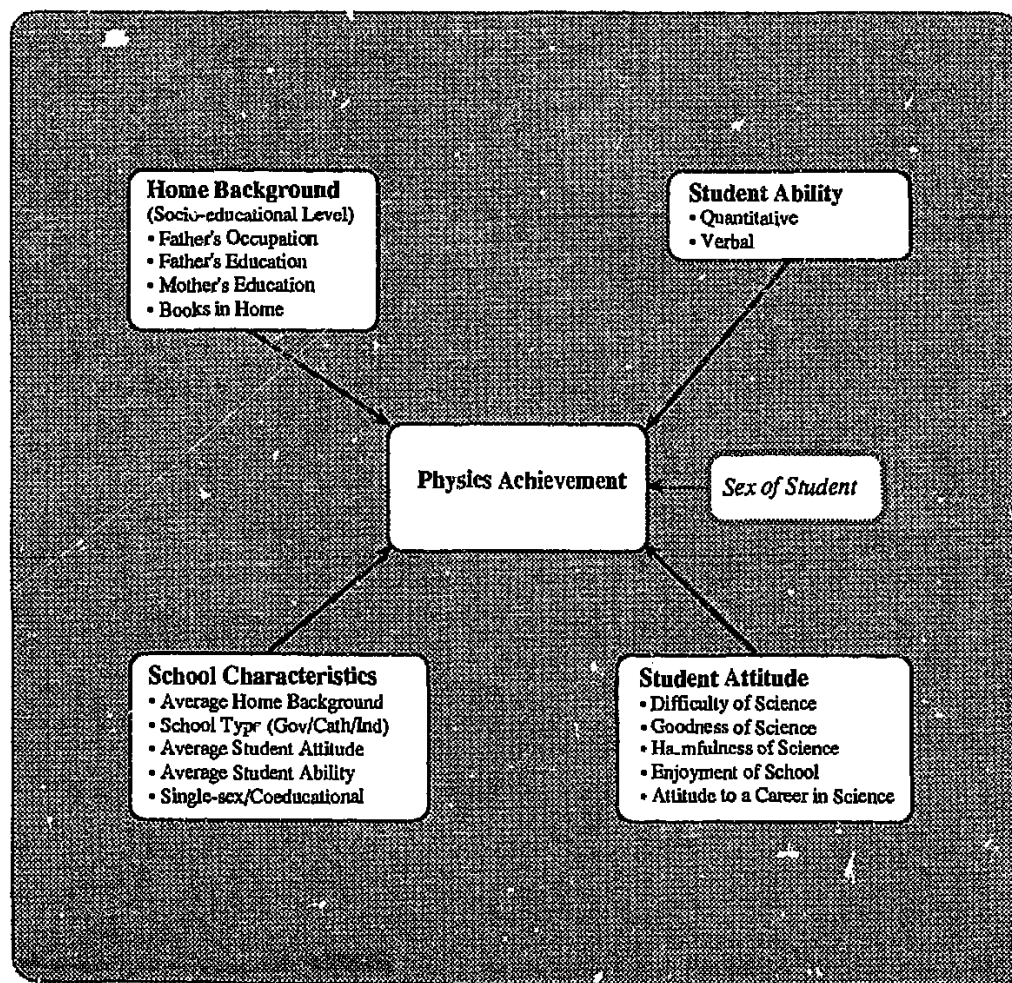 Home Background
(Socio-educational Level)
• Father's Occupation
• Father's Education
• Mother's Education
• Books in Home
Student Ability
• Quantitative
• Verbal
Physics Achievement
Sex of Student
School Characteristics
• Average Home Background
• School Type (Gov/Cath/Ind)
• Average Student Attitude
• Average Student Ability
• Single-sex/Coeducational
Student Attitude
• Difficulty of Science
• Goodness of Science
• Harmfulness of Science
• Enjoyment of School
• Attitude to a Career in Science